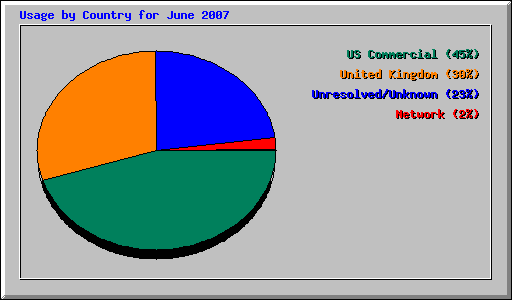 Usage by Country for June 2007
US Commercial (45%)
United Kingdom (30%)
Unresolved/Unknown (23%)
Network (2%)